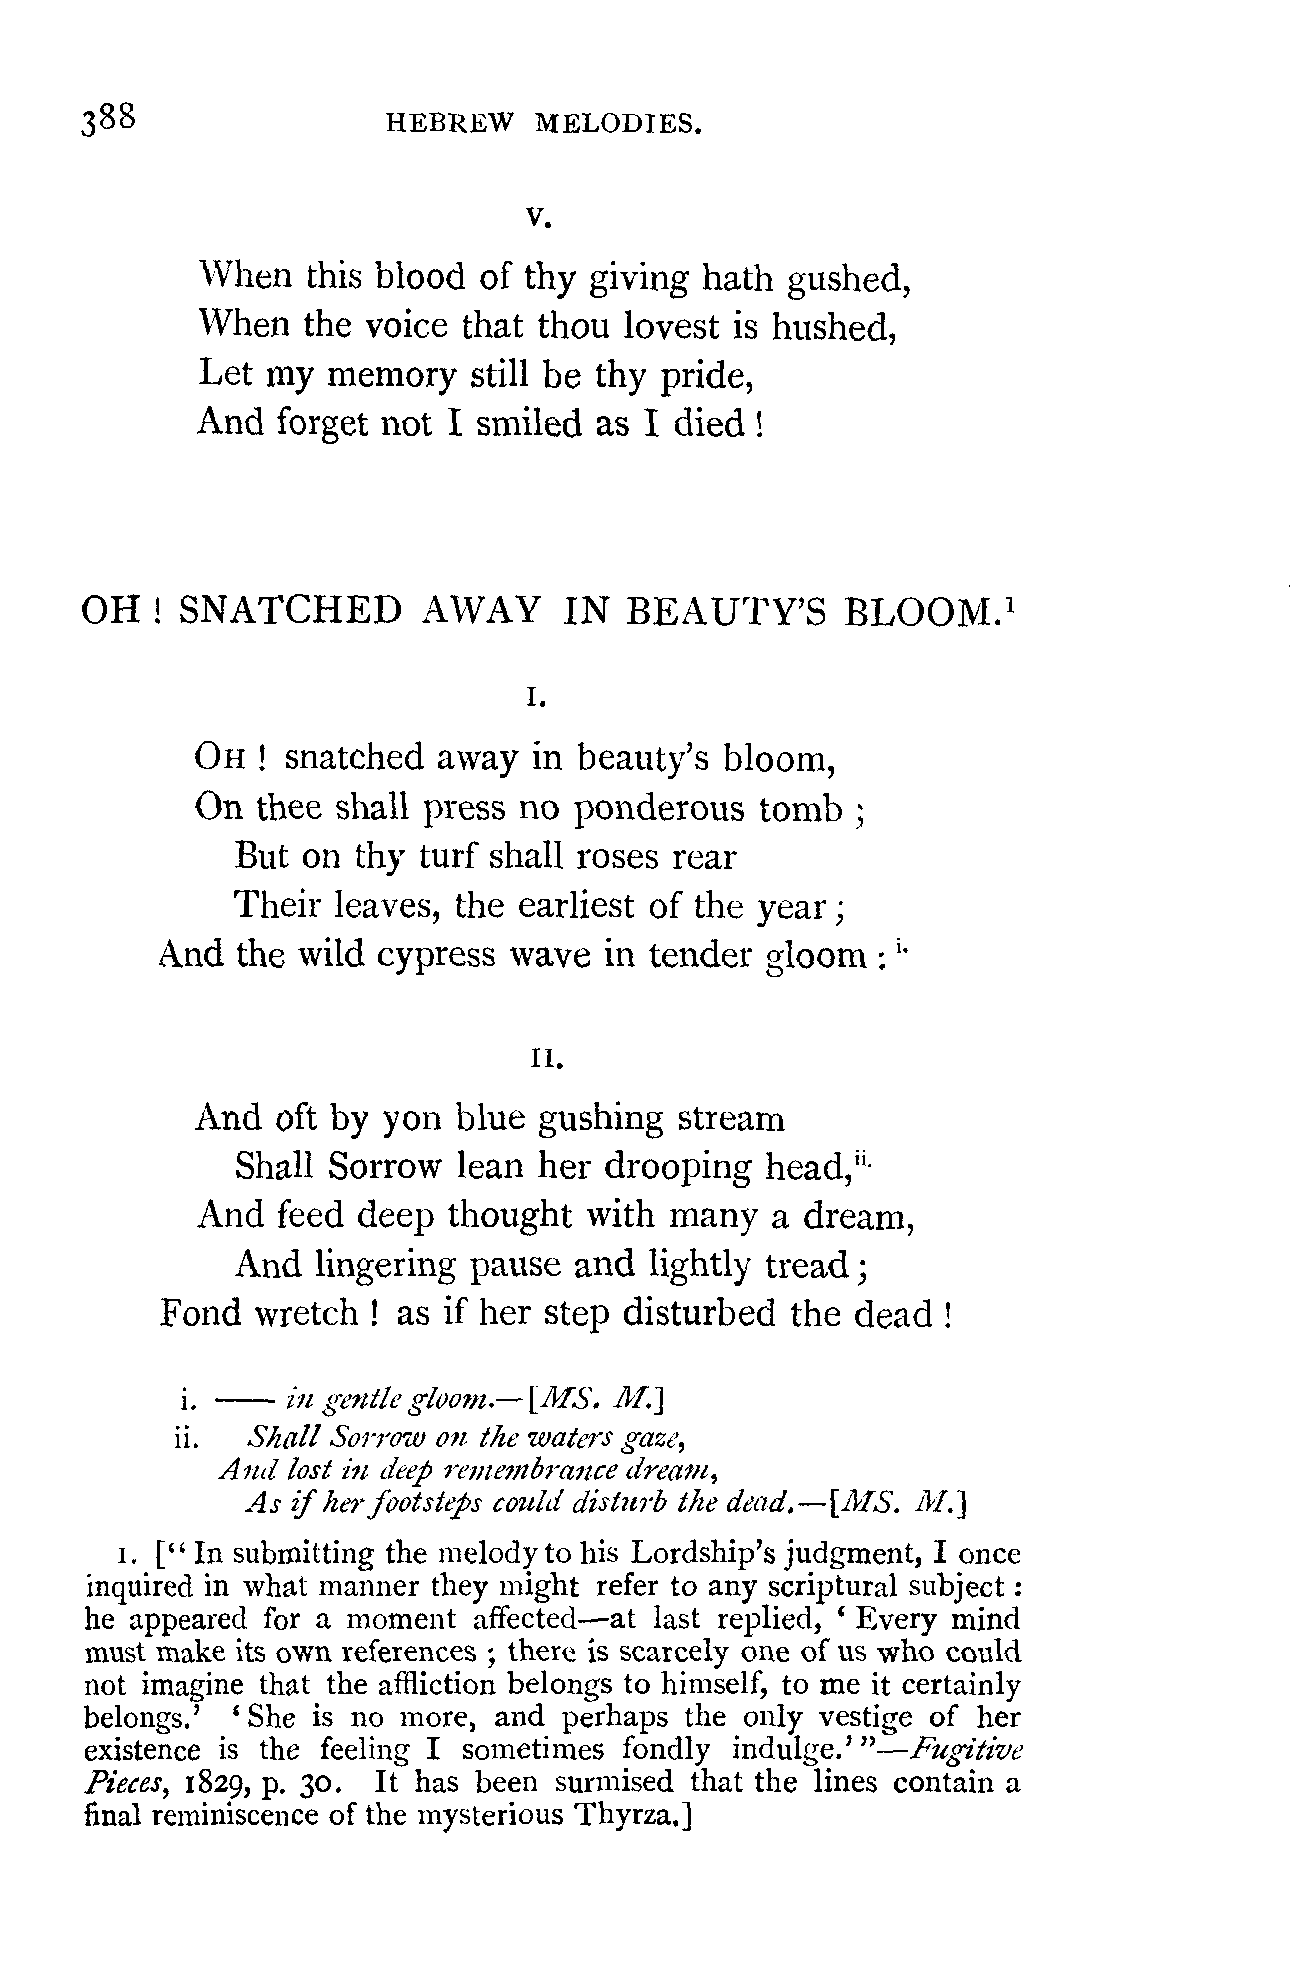 388 HEBREW MELODIES.
V.
When this blood of thy giving hath gushed,
When the voice that thou lovest is hushed,
Let my memory still be thy pride,
And forget not I smiled as I died !
OH ! SNATCHED AWAY IN BEAUTY'S BLOOM.¹
I.
OH ! snatched away in beauty's bloom,
On thee shall press no ponderous tomb ;
But on thy turf shall roses rear
Their leaves, the earliest of the year ;
And the wild cypress wave in tender gloom : i.
II.
And oft by yon blue gushing stream
Shall Sorrow lean her drooping head,ii.
And feed deep thought with many a dream,
And lingering pause and lightly tread ;
Fond wretch ! as if her step disturbed the dead !
i. —— in gentle gloom.—[MS. M.]
ii. Shall Sorrow on the waters gaze,
And lost in deep remembrance dream,
As if her footsteps could disturb the dead.—[MS. M.]
1. [“ In submitting the melody to his Lordship's judgment, I once
inquired in what manner they might refer to any scriptural subject :
he appeared for a moment affected—at last replied, ‘ Every mind
must make its own references ; there is scarcely one of us who could
not imagine that the affliction belongs to himself, to me it certainly
belongs.’ ‘ She is no more, and perhaps the only vestige of her
existence is the feeling I sometimes fondly indulge.’ ”—Fugitive
Pieces, 1829, p. 30. It has been surmised that the lines contain a
final reminiscence of the mysterious Thyrza.]